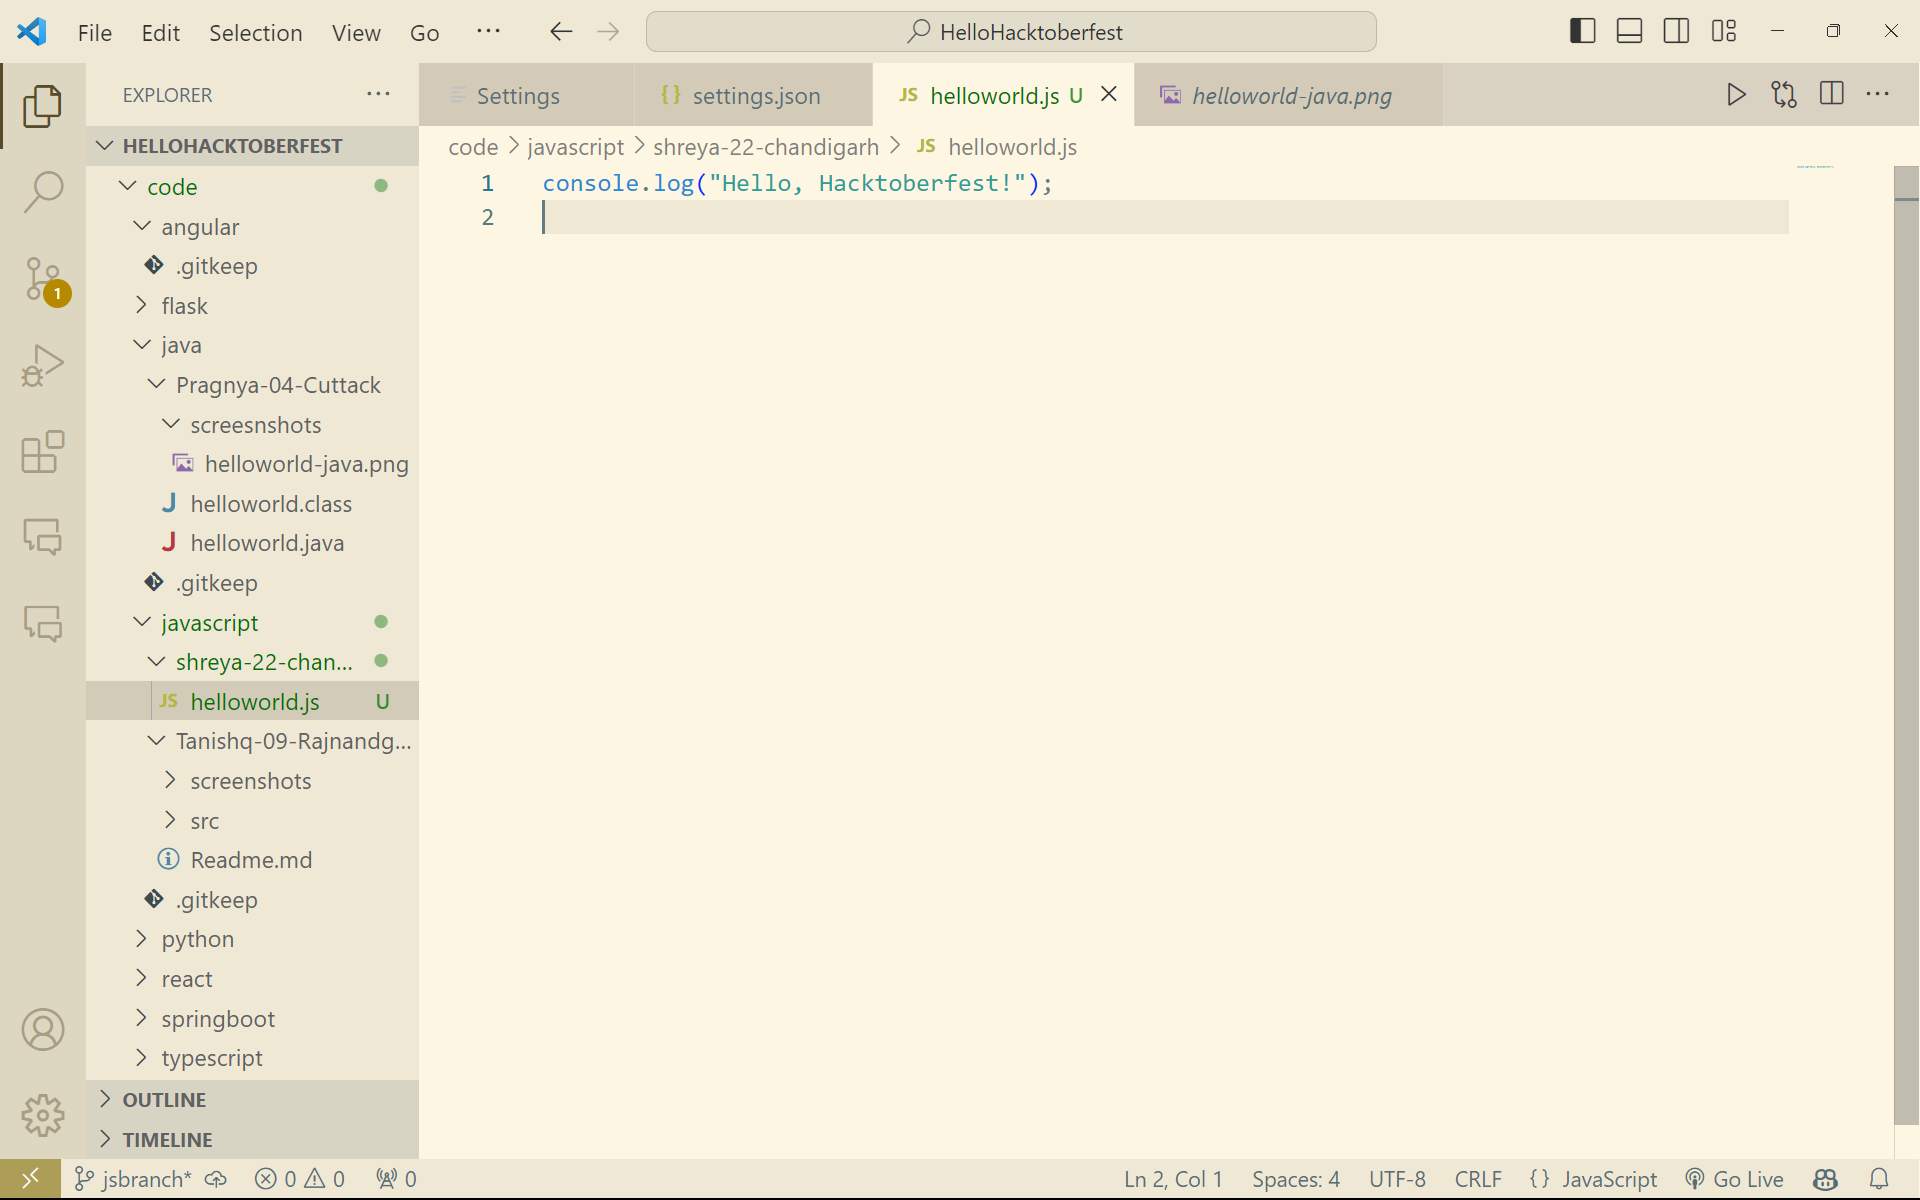 File Edit Selection View Go ··· HelloHacktoberfest
EXPLORER ···
HELLOHACKTOBERFEST
code
angular
.gitkeep
flask
java
Pragnya-04-Cuttack
screesnshots
helloworld-java.png
J helloworld.class
J helloworld.java
.gitkeep
javascript
shreya-22-chan...
JS helloworld.js U
Tanishq-09-Rajnandg...
screenshots
src
Readme.md
.gitkeep
python
react
springboot
typescript
OUTLINE
TIMELINE
1
Settings {} settings.json JS helloworld.js U helloworld-java.png
code > javascript > shreya-22-chandigarh > JS helloworld.js
1 console.log("Hello, Hacktoberfest!");
2
jsbranch* 0 0 0 Ln 2, Col 1 Spaces: 4 UTF-8 CRLF {} JavaScript Go Live